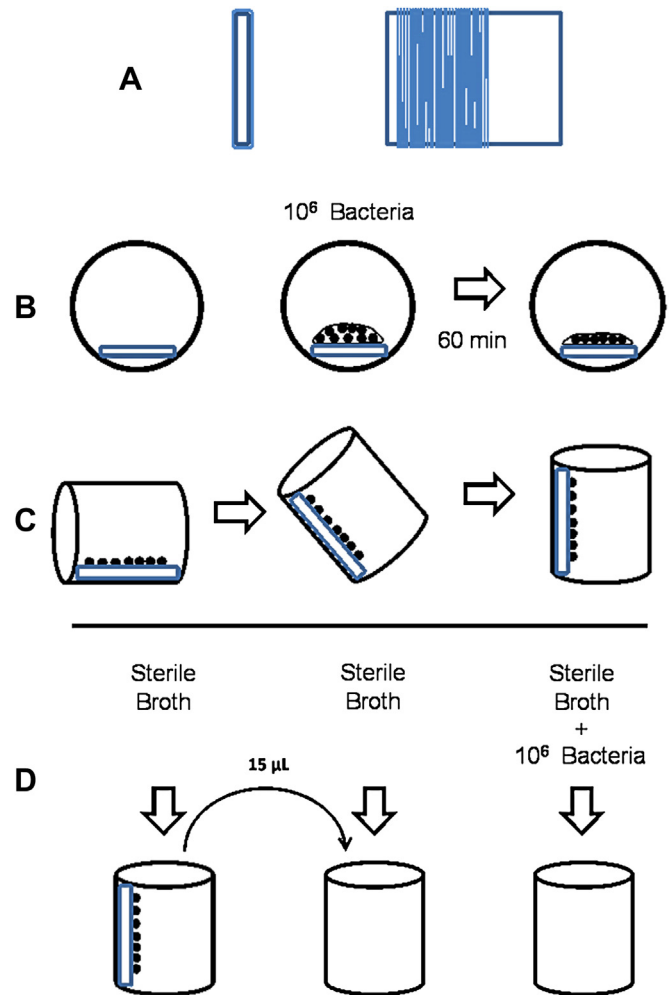 A
10⁶ Bacteria
B
60 min
C
Sterile
Broth
Sterile
Broth
Sterile
Broth
+
10⁶ Bacteria
15 µL
D